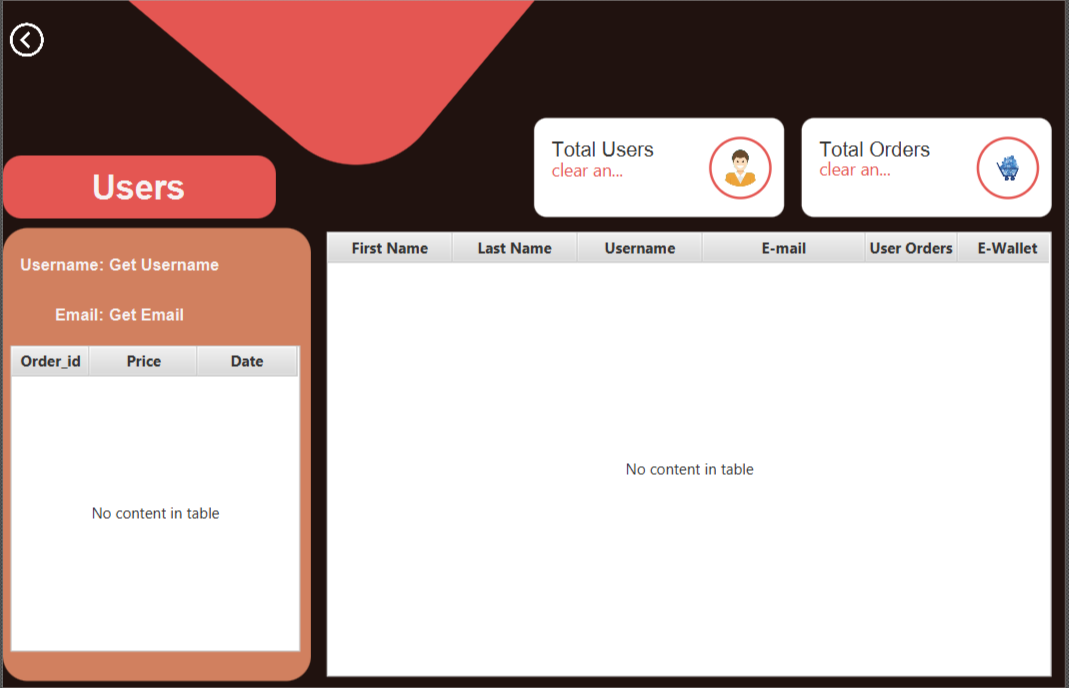 Total Users
clear an...
Total Orders
clear an...
Users
Username: Get Username
Email: Get Email
Order_id Price Date
No content in table
First Name Last Name Username E-mail User Orders E-Wallet
No content in table